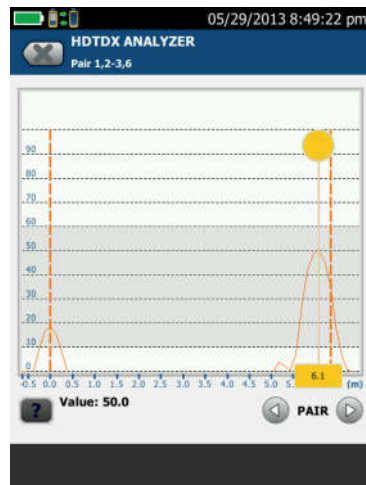 05/29/2013 8:49:22 pm
HDTDX ANALYZER
Pair 1,2-3,6
90
80
70
60
50
40
30
20
10
0
-0.5 0.0 0.5 1.0 1.5 2.0 2.5 3.0 3.5 4.0 4.5 5.0 5. 6.1 (m)
? Value: 50.0 PAIR